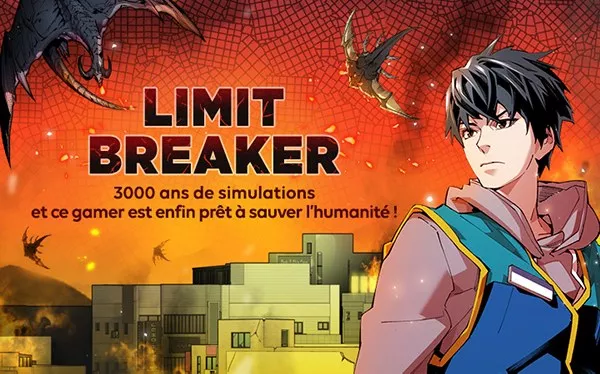 LIMIT
BREAKER
3000 ans de simulations
et ce gamer est enfin prêt à sauver l'humanité !